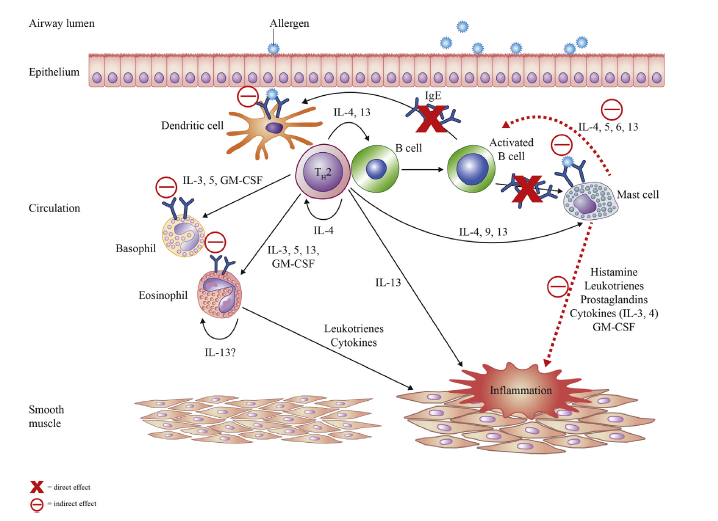 Airway lumen
Allergen
Epithelium
IgE
IL-4, 13
IL-4, 5, 6, 13
Dendritic cell
B cell
Activated
B cell
TH2
IL-3, 5, GM-CSF
Mast cell
Circulation
IL-4
IL-4, 9, 13
Basophil
IL-3, 5, 13,
GM-CSF
IL-13
Histamine
Leukotrienes
Prostaglandins
Cytokines (IL-3, 4)
GM-CSF
Eosinophil
Leukotrienes
Cytokines
IL-13?
Inflammation
Smooth
muscle
X = direct effect
= indirect effect